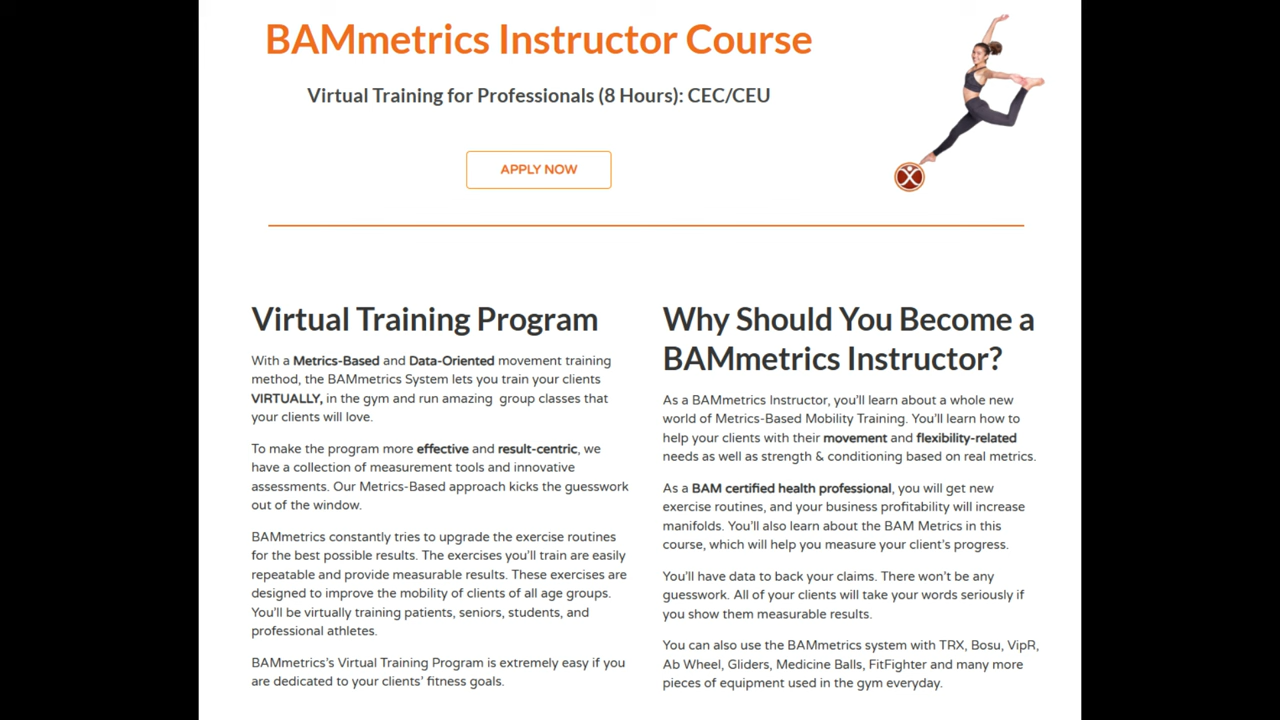 BAMmetrics Instructor Course
Virtual Training for Professionals (8 Hours): CEC/CEU
APPLY NOW
Virtual Training Program
With a Metrics-Based and Data-Oriented movement training
method, the BAMmetrics System lets you train your clients
VIRTUALLY, in the gym and run amazing group classes that
your clients will love.
To make the program more effective and result-centric, we
have a collection of measurement tools and innovative
assessments. Our Metrics-Based approach kicks the guesswork
out of the window.
BAMmetrics constantly tries to upgrade the exercise routines
for the best possible results. The exercises you’ll train are easily
repeatable and provide measurable results. These exercises are
designed to improve the mobility of clients of all age groups.
You’ll be virtually training patients, seniors, students, and
professional athletes.
BAMmetrics’s Virtual Training Program is extremely easy if you
are dedicated to your clients’ fitness goals.
Why Should You Become a
BAMmetrics Instructor?
As a BAMmetrics Instructor, you’ll learn about a whole new
world of Metrics-Based Mobility Training. You’ll learn how to
help your clients with their movement and flexibility-related
needs as well as strength & conditioning based on real metrics.
As a BAM certified health professional, you will get new
exercise routines, and your business profitability will increase
manifolds. You’ll also learn about the BAM Metrics in this
course, which will help you measure your client’s progress.
You’ll have data to back your claims. There won’t be any
guesswork. All of your clients will take your words seriously if
you show them measurable results.
You can also use the BAMmetrics system with TRX, Bosu, VipR,
Ab Wheel, Gliders, Medicine Balls, FitFighter and many more
pieces of equipment used in the gym everyday.